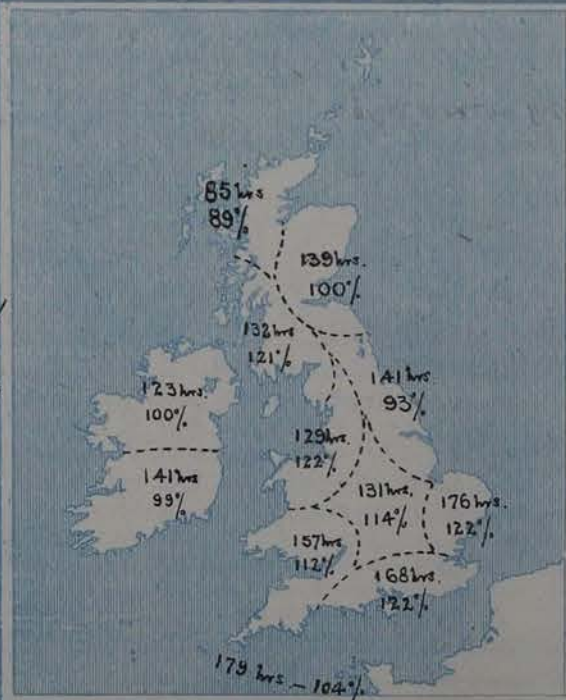 85 hrs
89%
139 hrs.
100%
132 hrs
121%
141 hrs.
93%
123 hrs.
100%
129 hrs
122%
141 hrs
99%
131 hrs.
114%
176 hrs.
122%
157 hrs.
112%
168 hrs.
122%
179 hrs — 104%